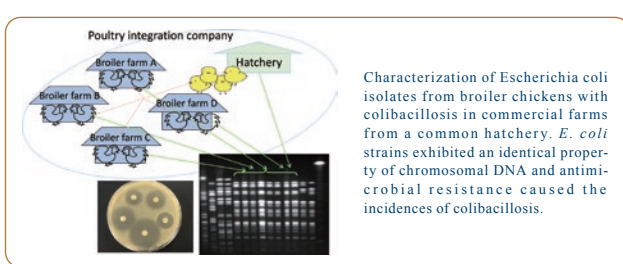 Poultry integration company
Broiler farm A
Hatchery
Broiler farm B
Broiler farm D
Broiler farm C
Characterization of Escherichia coli
isolates from broiler chickens with
colibacillosis in commercial farms
from a common hatchery. E. coli
strains exhibited an identical proper-
ty of chromosomal DNA and antimi-
crobial resistance caused the
incidences of colibacillosis.